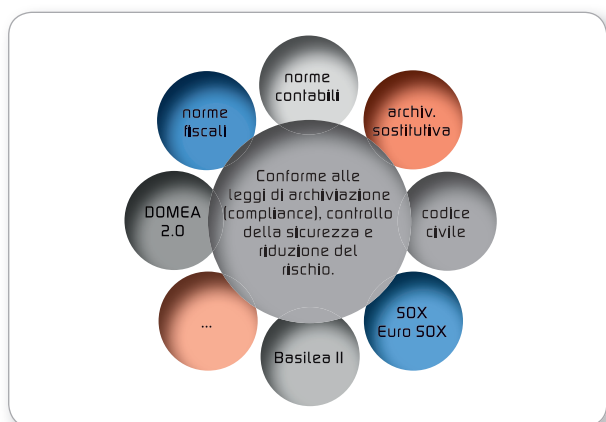 norme
contabili
norme
fiscali
archiv.
sostitutiva
Conforme alle
leggi di archiviazione
(compliance), controllo
della sicurezza e
riduzione del
rischio.
DOMEA
2.0
codice
civile
...
SOX
Euro SOX
Basilea II